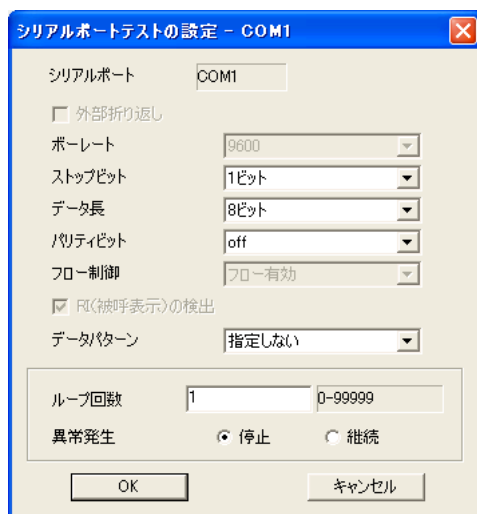 シリアルポートテストの設定 - COM1
シリアルポート COM1
外部折り返し
ボーレート 9600
ストップビット 1ビット
データ長 8ビット
パリティビット off
フロー制御 フロー有効
RI(被呼表示)の検出
データパターン 指定しない
ループ回数 1 0-99999
異常発生 停止 継続
OK キャンセル